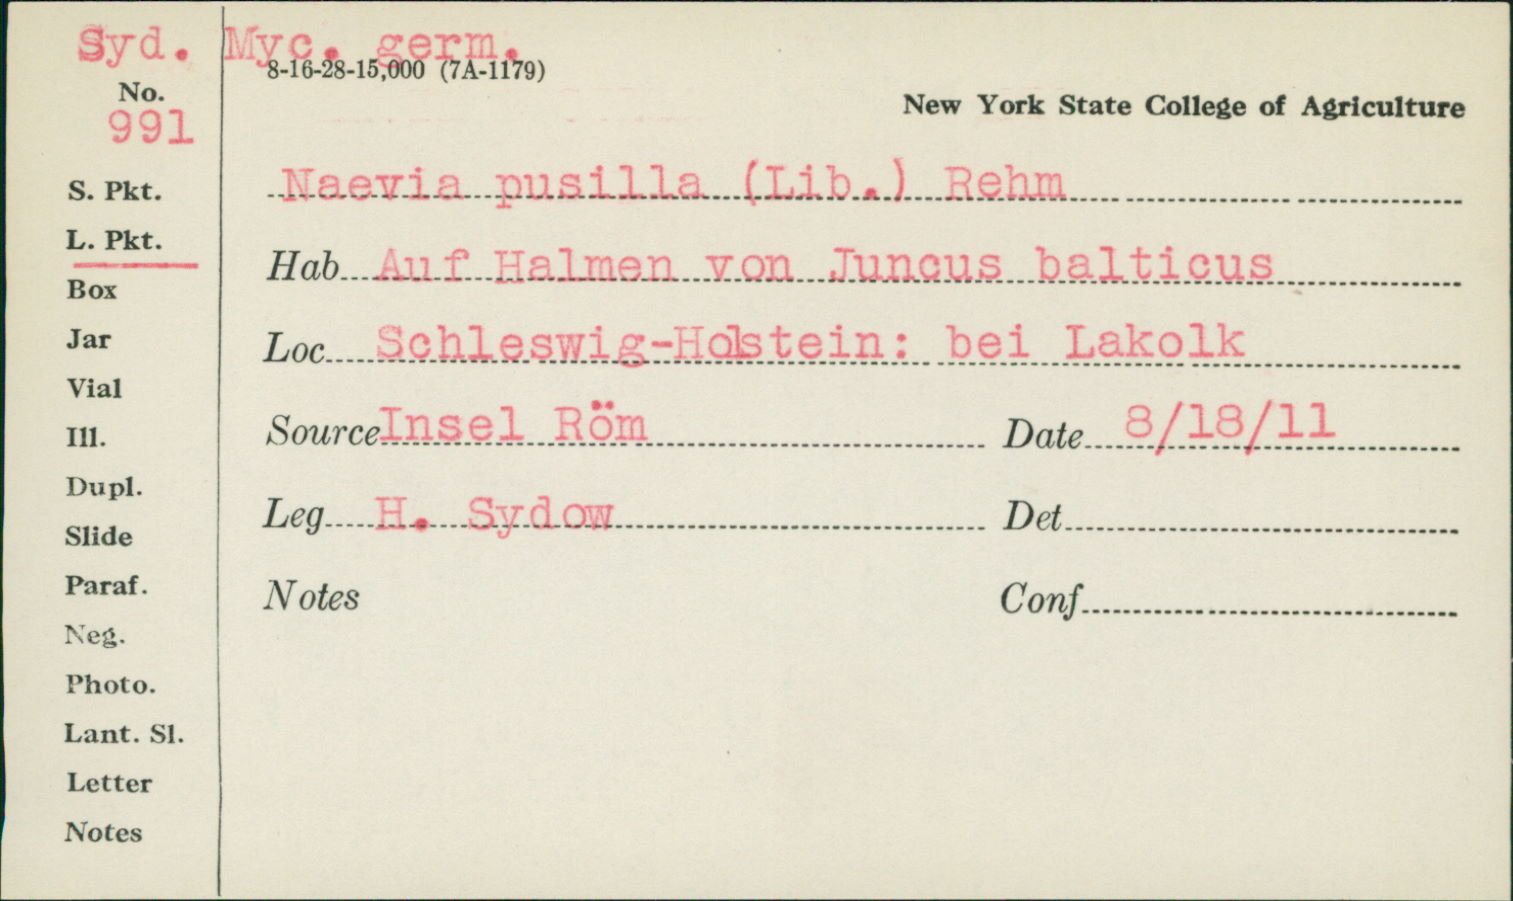 Syd. Myc. germ.
8-16-28-15,000 (7A-1179)
No.
991
New York State College of Agriculture
S. Pkt.
Naevia pusilla (Lib.) Rehm
L. Pkt.
Hab Auf Halmen von Juncus balticus
Box
Jar
Loc Schleswig-Holstein: bei Lakolk
Vial
Ill.
Source Insel Röm Date 8/18/11
Dupl.
Slide
Leg H. Sydow Det
Paraf.
Notes Conf
Neg.
Photo.
Lant. Sl.
Letter
Notes